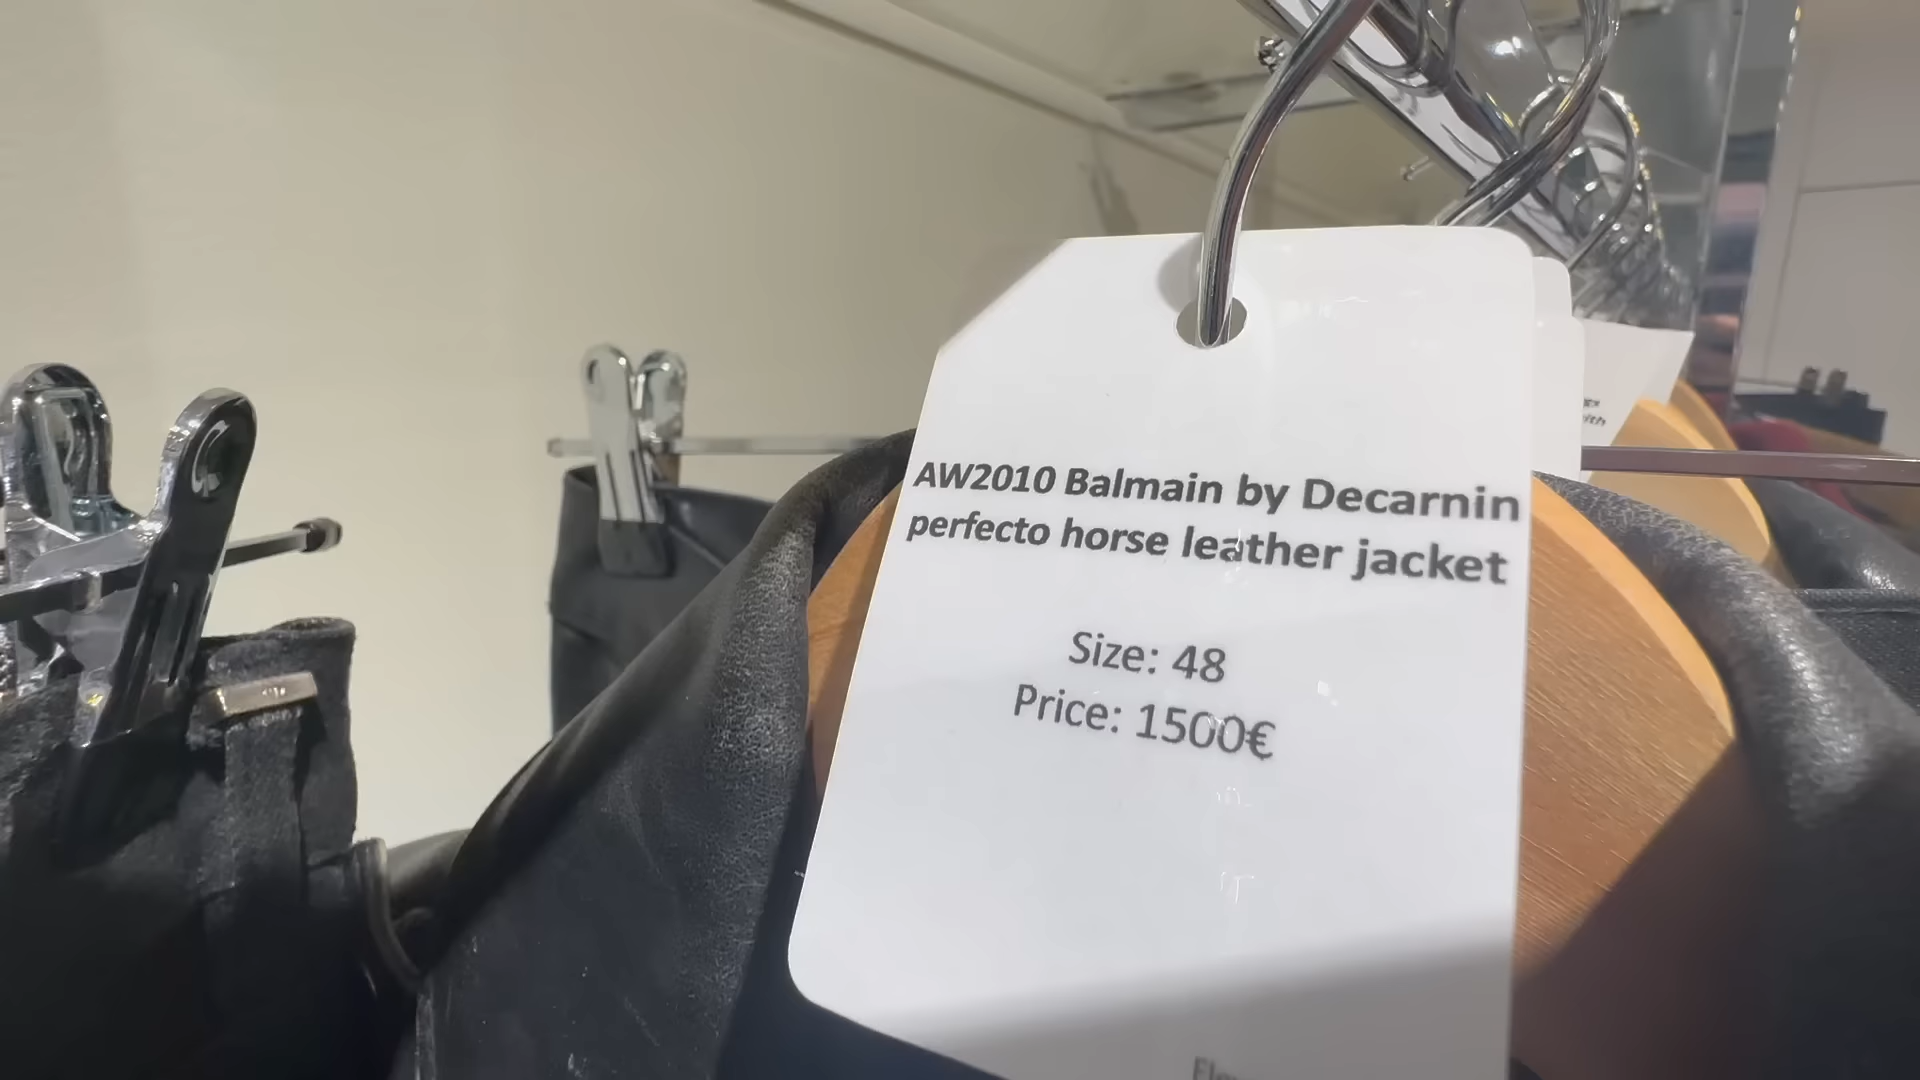 AW2010 Balmain by Decarnin
perfecto horse leather jacket
Size: 48
Price: 1500€